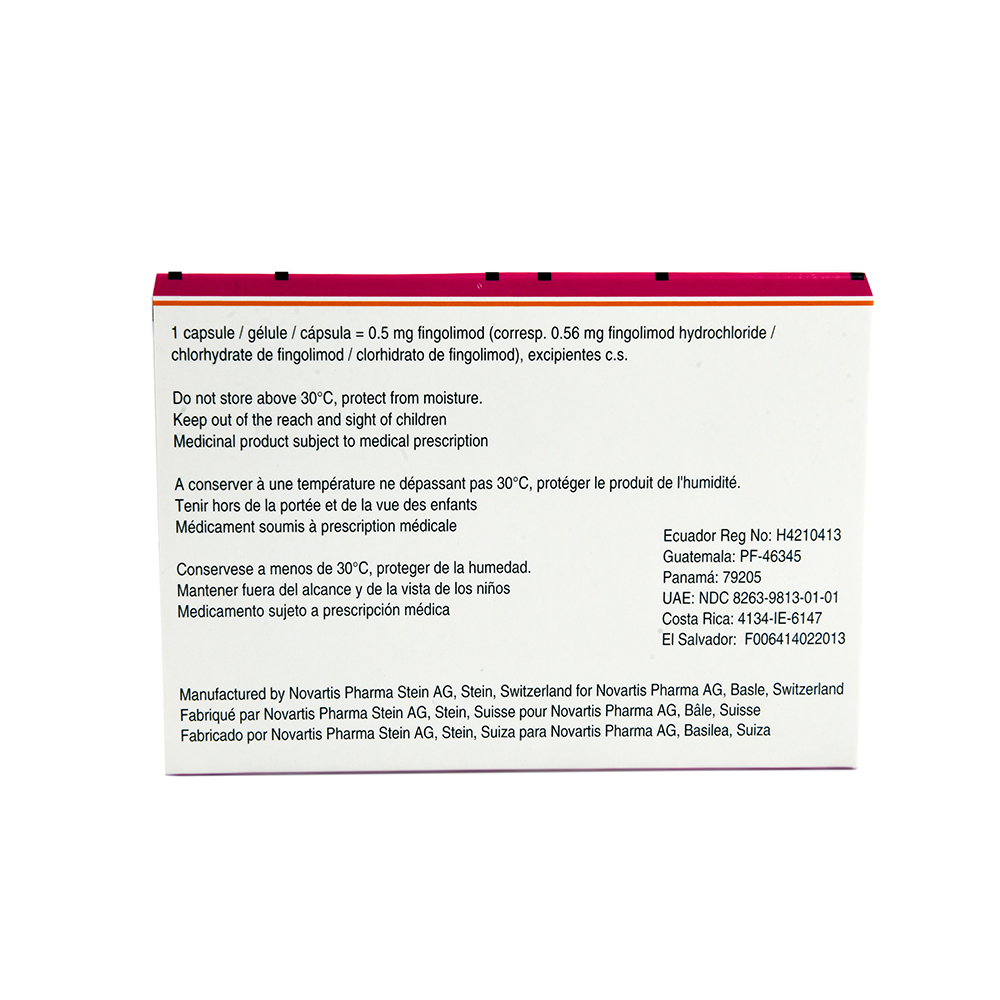 1 capsule / gélule / cápsula = 0.5 mg fingolimod (corresp. 0.56 mg fingolimod hydrochloride /
chlorhydrate de fingolimod / clorhidrato de fingolimod), excipientes c.s.
Do not store above 30°C, protect from moisture.
Keep out of the reach and sight of children
Medicinal product subject to medical prescription
A conserver à une température ne dépassant pas 30°C, protéger le produit de l'humidité.
Tenir hors de la portée et de la vue des enfants
Médicament soumis à prescription médicale
Conservese a menos de 30°C, proteger de la humedad.
Mantener fuera del alcance y de la vista de los niños
Medicamento sujeto a prescripción médica
Ecuador Reg No: H4210413
Guatemala: PF-46345
Panamá: 79205
UAE: NDC 8263-9813-01-01
Costa Rica: 4134-IE-6147
El Salvador: F006414022013
Manufactured by Novartis Pharma Stein AG, Stein, Switzerland for Novartis Pharma AG, Basle, Switzerland
Fabriqué par Novartis Pharma Stein AG, Stein, Suisse pour Novartis Pharma AG, Bâle, Suisse
Fabricado por Novartis Pharma Stein AG, Stein, Suiza para Novartis Pharma AG, Basilea, Suiza